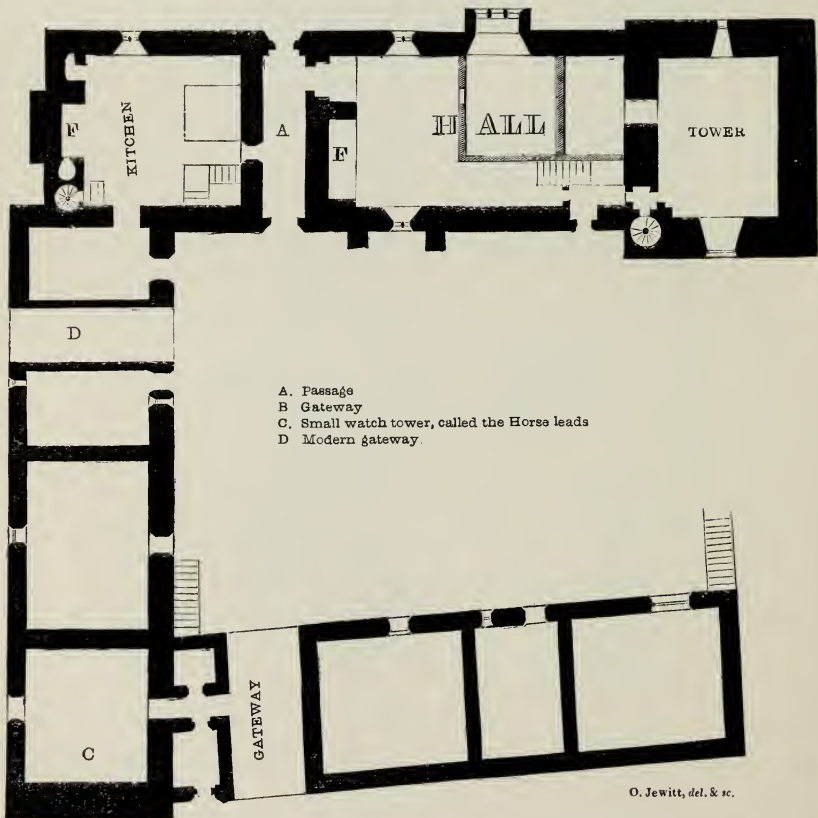 F
KITCHEN
A
F
HALL
TOWER
D
A. Passage
B Gateway
C. Small watch tower, called the Horse leads
D Modern gateway.
GATEWAY
C
O. Jewitt, del. & sc.